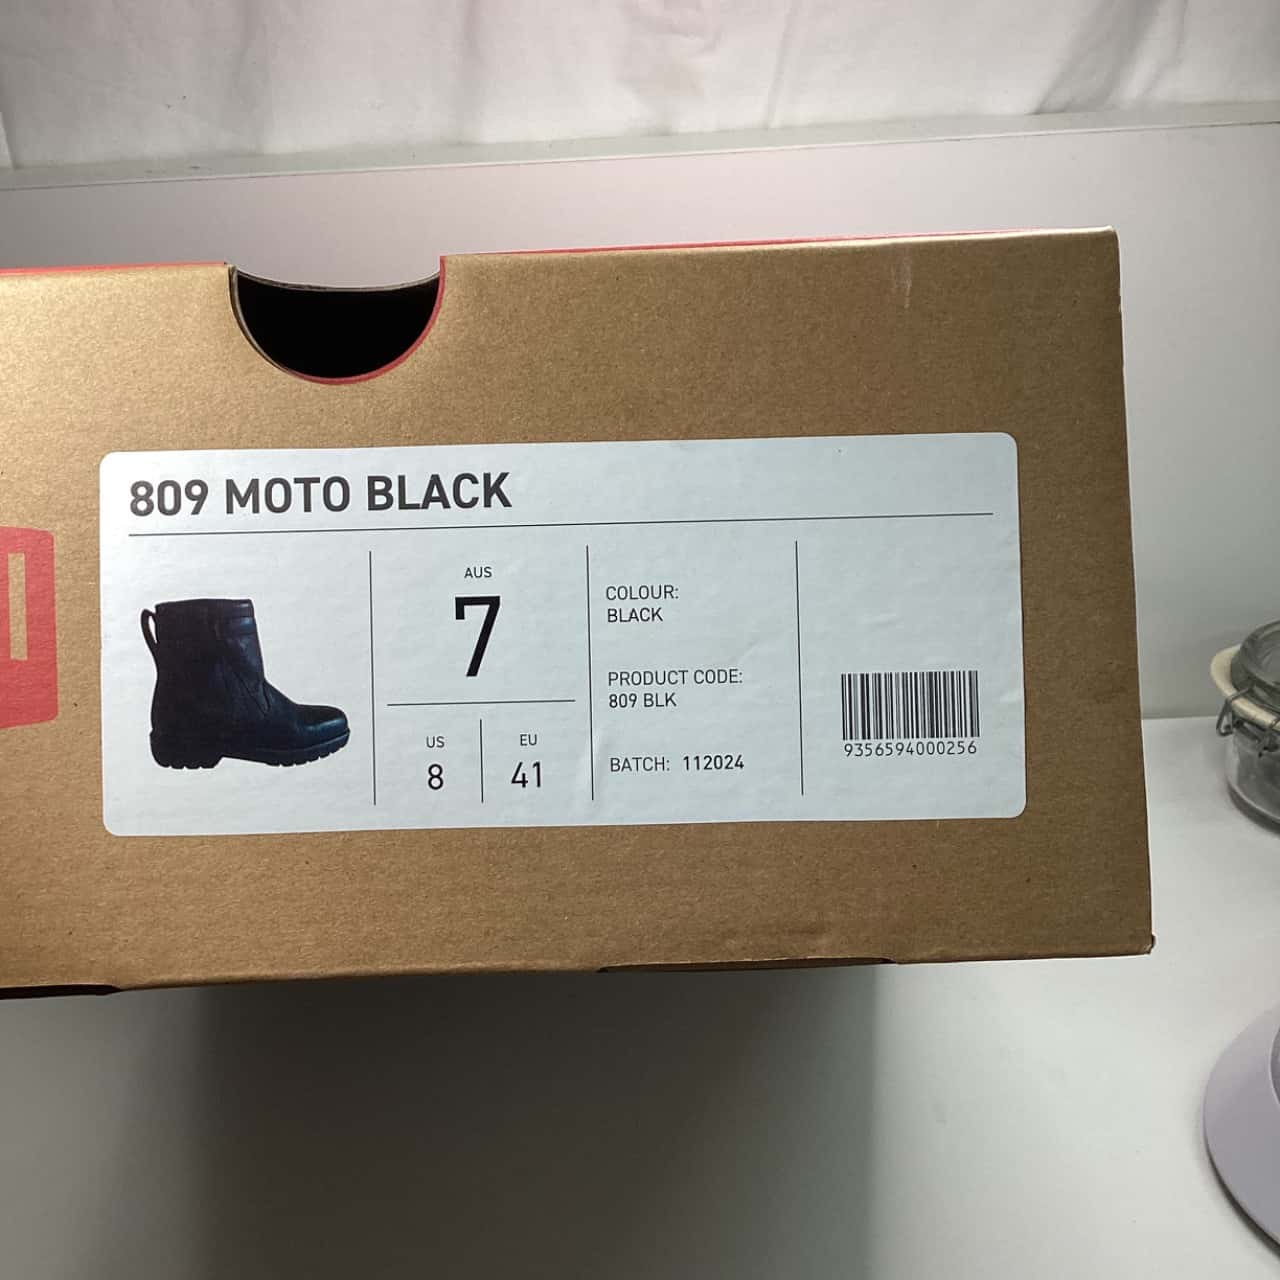 809 MOTO BLACK
AUS
7
US
8
EU
41
COLOUR:
BLACK
PRODUCT CODE:
809 BLK
BATCH: 112024
9356594000256